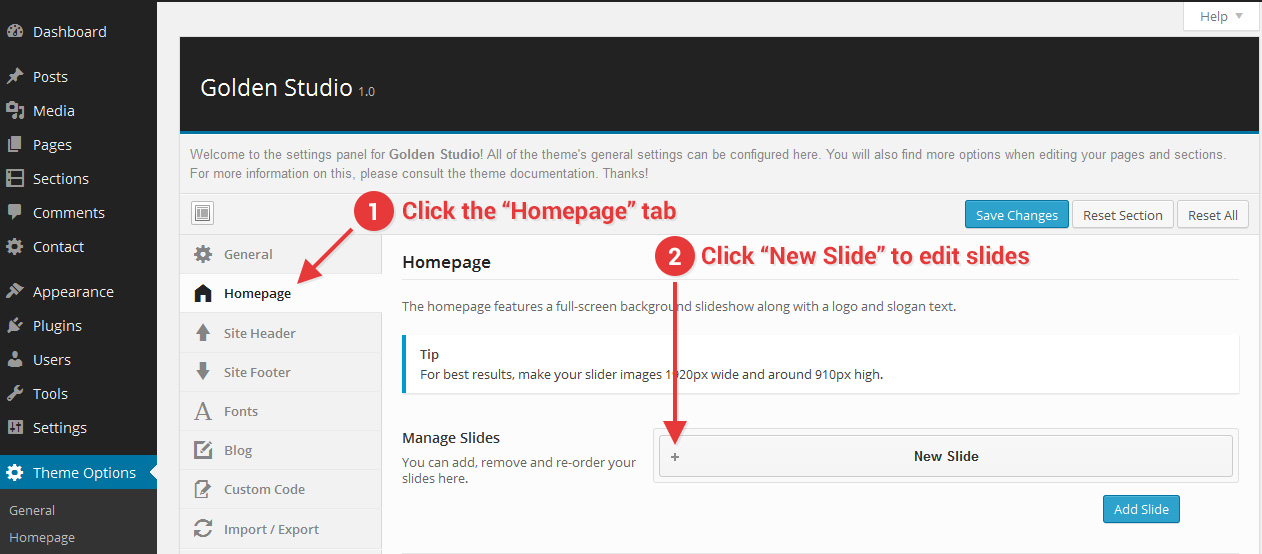 Help
Dashboard
Posts
Media
Pages
Sections
Comments
Contact
Appearance
Plugins
Users
Tools
Settings
Theme Options
General
Homepage
Golden Studio 1.0
Welcome to the settings panel for Golden Studio! All of the theme's general settings can be configured here. You will also find more options when editing your pages and sections.
For more information on this, please consult the theme documentation. Thanks!
1 Click the “Homepage” tab
Save Changes Reset Section Reset All
General
Homepage
Site Header
Site Footer
Fonts
Blog
Custom Code
Import / Export
2 Click “New Slide” to edit slides
Homepage
The homepage features a full-screen background slideshow along with a logo and slogan text.
Tip
For best results, make your slider images 1920px wide and around 910px high.
Manage Slides
You can add, remove and re-order your
slides here.
+ New Slide
Add Slide